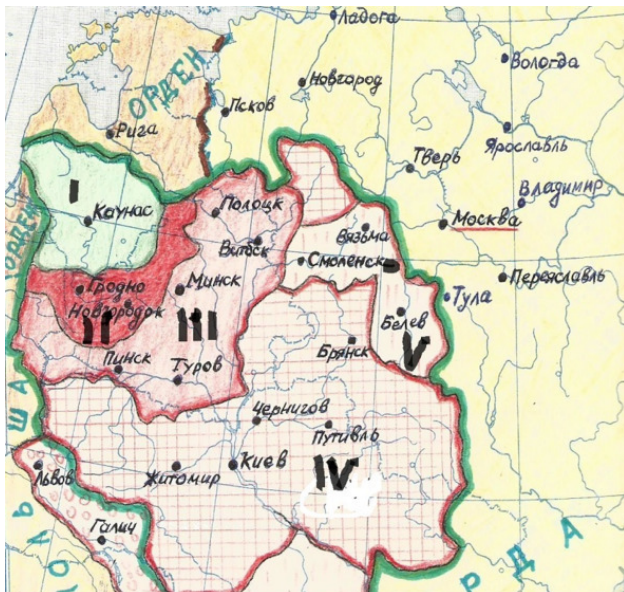 Ладога
Вологда
Новгород
Псков
ОРДЕН
Рига
Ярославль
Тверь
Владимир
I
Каунас
Полоцк
Москва
Вязьма
Витебск
Смоленск
ОРДЕН
Гродно
Минск
Переяславль
Новгородок
Тула
II
III
Белев
Брянск
V
Пинск
Туров
Чернигов
Путивль
Львов
Житомир
Киев
IV
Галич
ОРДА